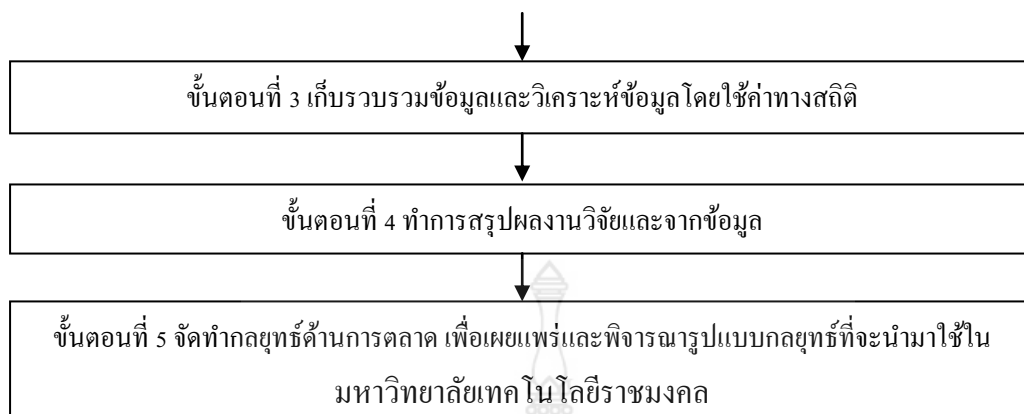 ขั้นตอนที่ 3 เก็บรวบรวมข้อมูลและวิเคราะห์ข้อมูลโดยใช้ค่าทางสถิติ
ขั้นตอนที่ 4 ทำการสรุปผลงานวิจัยและจากข้อมูล
ขั้นตอนที่ 5 จัดทำกลยุทธ์ด้านการตลาด เพื่อเผยแพร่และพิจารณารูปแบบกลยุทธ์ที่จะนำมาใช้ใน
มหาวิทยาลัยเทคโนโลยีราชมงคล